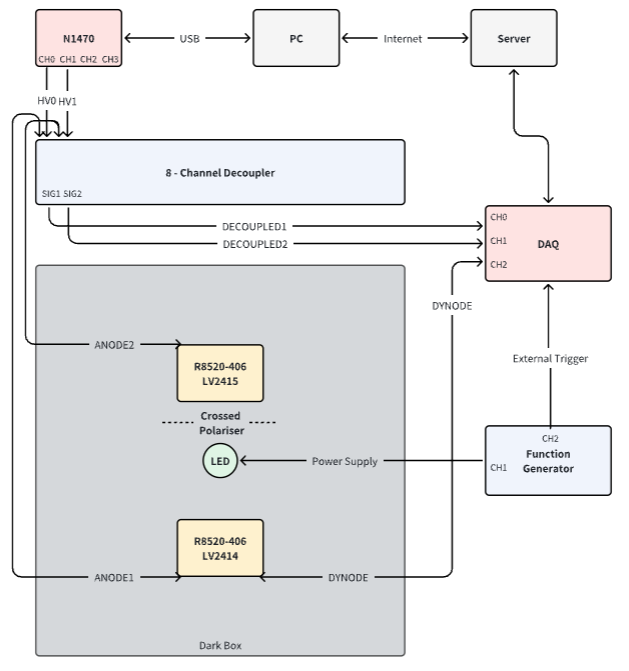 N1470
CH0 CH1 CH2 CH3
USB
PC
Internet
Server
HV0 HV1
8 - Channel Decoupler
SIG1 SIG2
DECOUPLED1
DECOUPLED2
CH0
CH1
CH2
DAQ
DYNODE
ANODE2
R8520-406
LV2415
Crossed
Polariser
LED
Power Supply
External Trigger
CH2
CH1
Function
Generator
R8520-406
LV2414
ANODE1
DYNODE
Dark Box